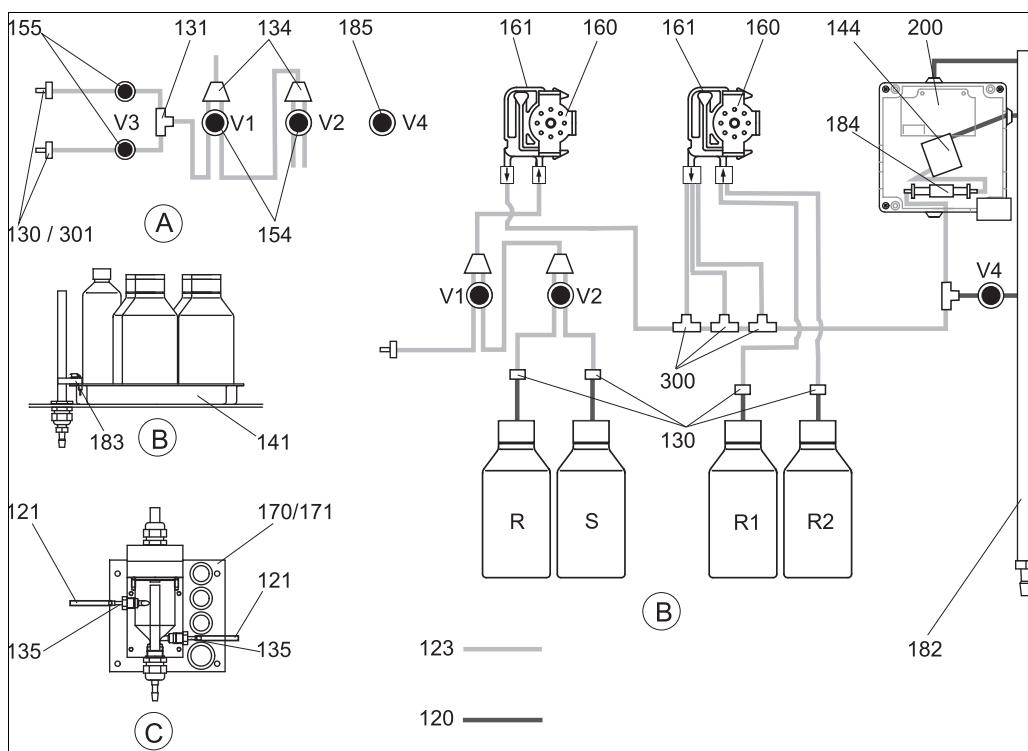 155 131 134 185 161 160 161 160 144 200
V3 V1 V2 V4
184
130 / 301 A 154
V1 V2 V4
300
183 B 141 130
R S R1 R2
121 170/171
121
B
135 135
123 182
120
C